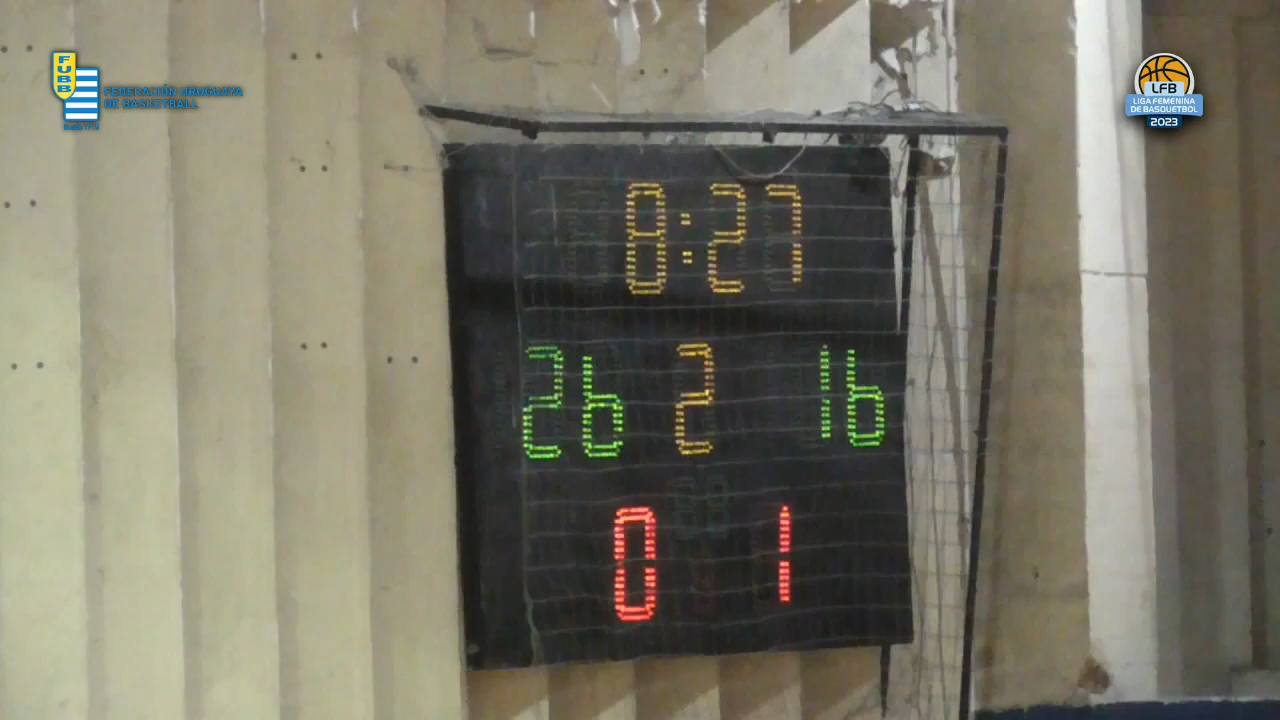 FUBB
FEDERACIÓN URUGUAYA
DE BASKETBALL
LFB
LIGA FEMENINA
DE BASQUETBOL
2023
8:27
26 2 16
0 1